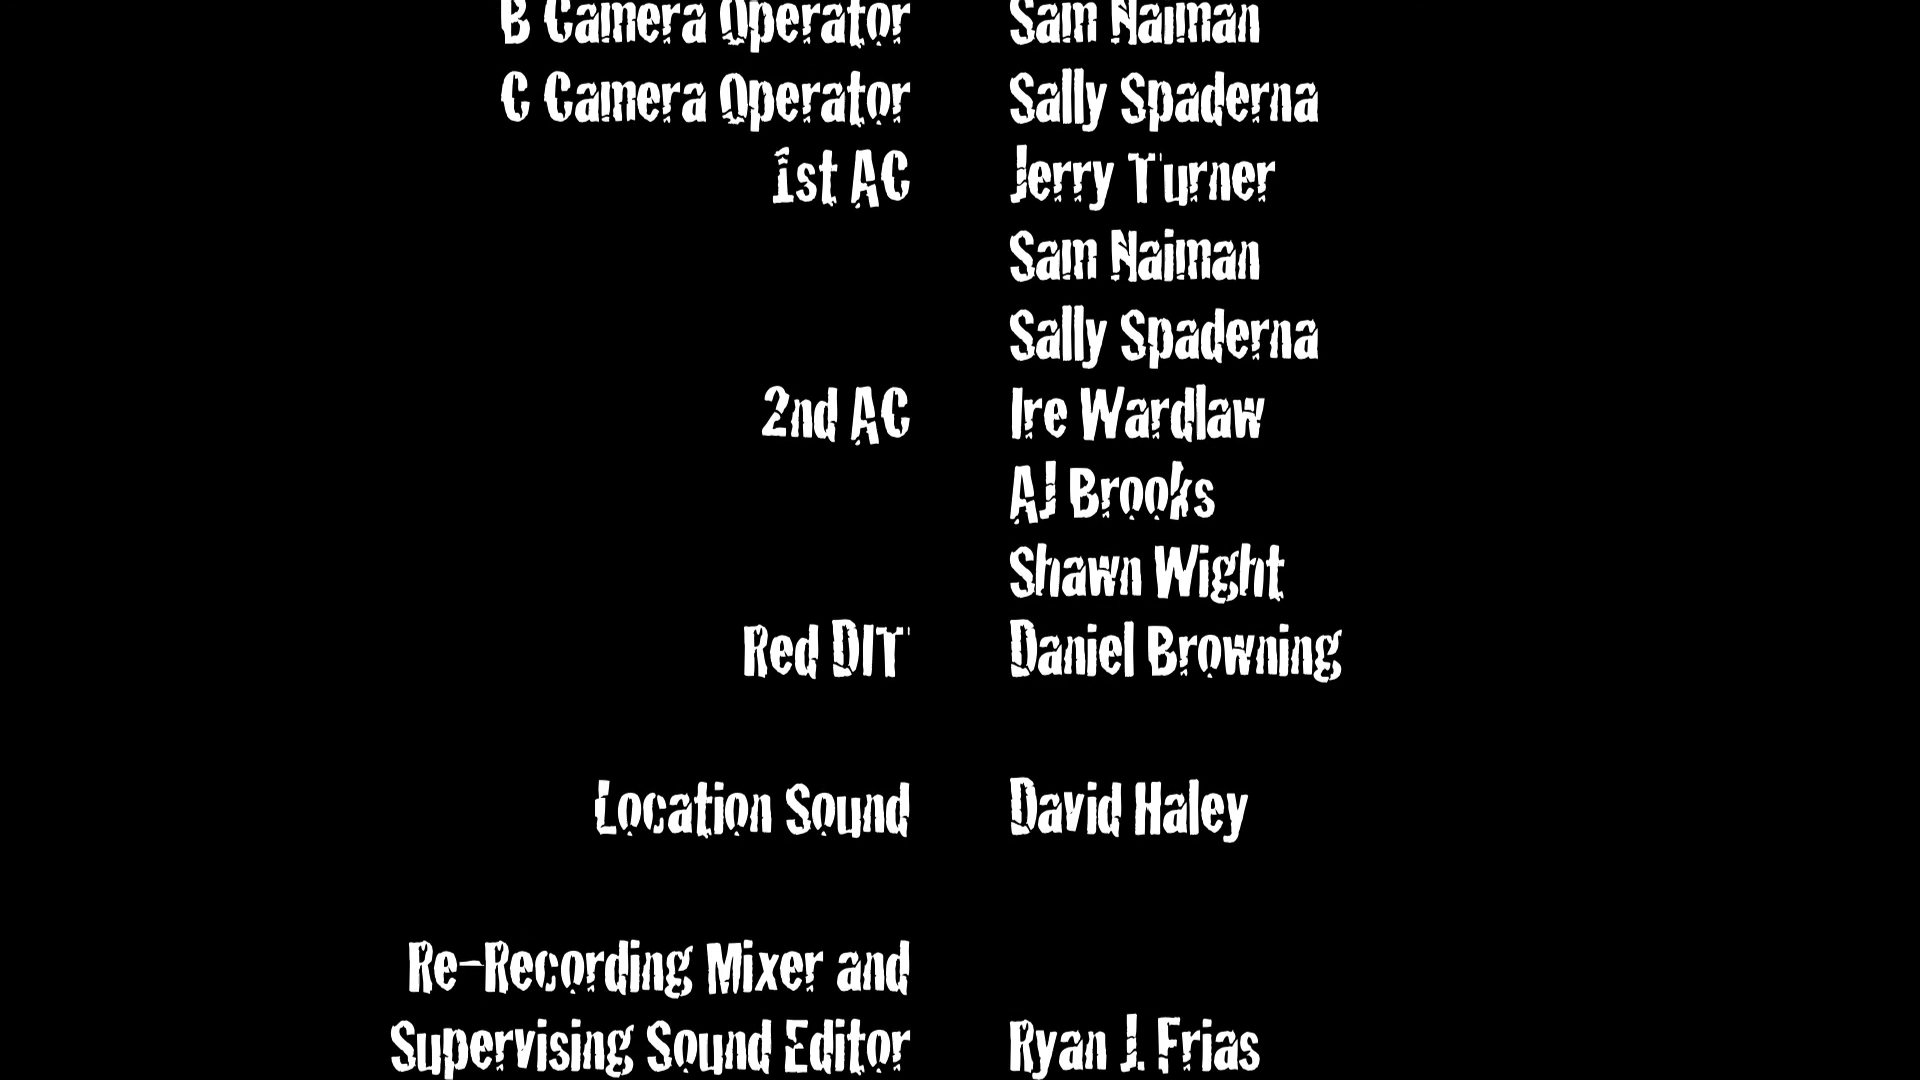 B Camera Operator Sam Naiman
C Camera Operator Sally Spaderna
1st AC Jerry Turner
Sam Naiman
Sally Spaderna
2nd AC Ire Wardlaw
AJ Brooks
Shawn Wight
Red DIT Daniel Browning
Location Sound David Haley
Re-Recording Mixer and
Supervising Sound Editor Ryan J. Frias